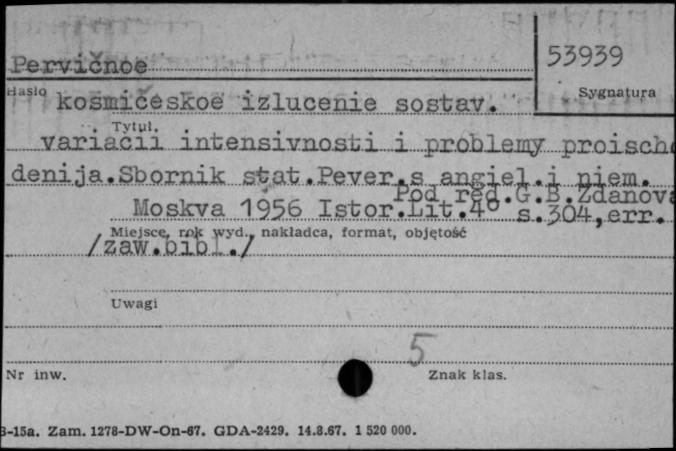 Pervičnoe
53939
Hasło
Sygnatura
kosmičeskoe izlucenie sostav.
Tytuł.
variacii intensivnosti i problemy proisch
denija.Sbornik stat.Pever.s angiel.i niem.
Pod red.G.B.Zdanova
Moskva 1956 Istor.Lit.4° s.304,err.
Miejsce, rok wyd., nakładca, format, objętość
/zaw.bibl./
Uwagi
5
Nr inw.
Znak klas.
B-15a. Zam. 1278-DW-On-67. GDA-2429. 14.8.67. 1 520 000.